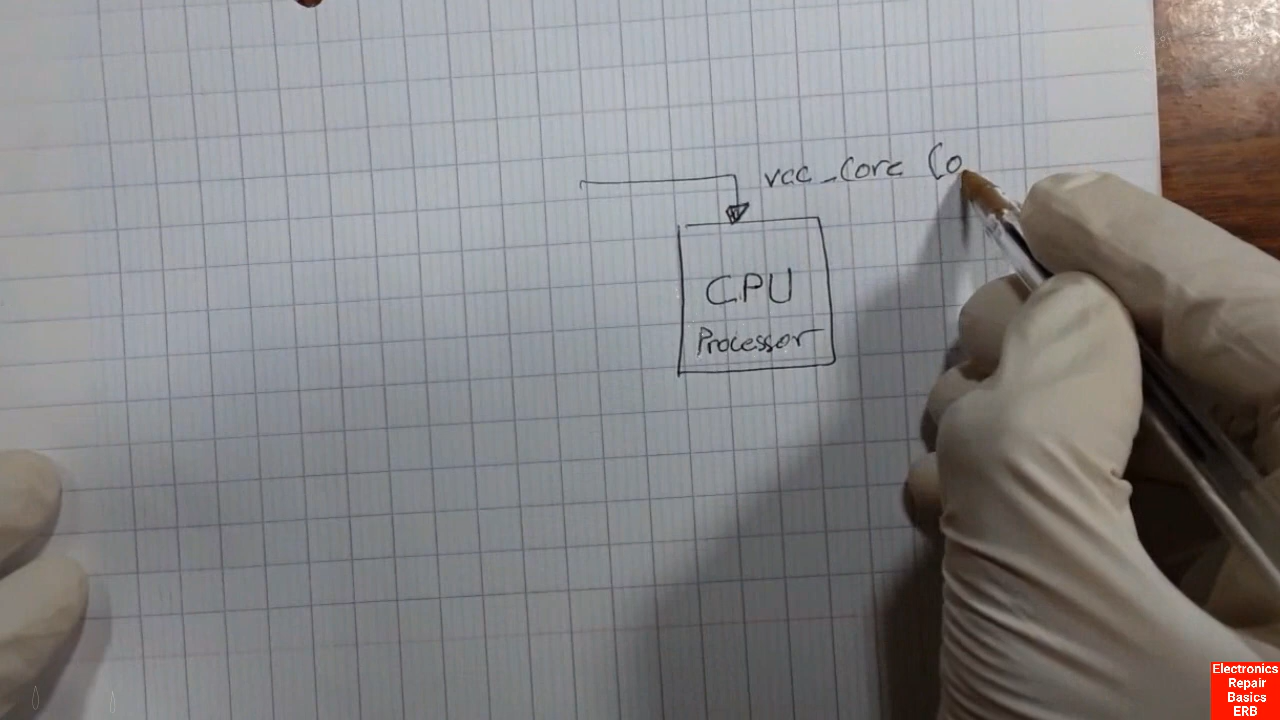 vcc_Core (o
CPU
Processor
Electronics
Repair
Basics
ERB